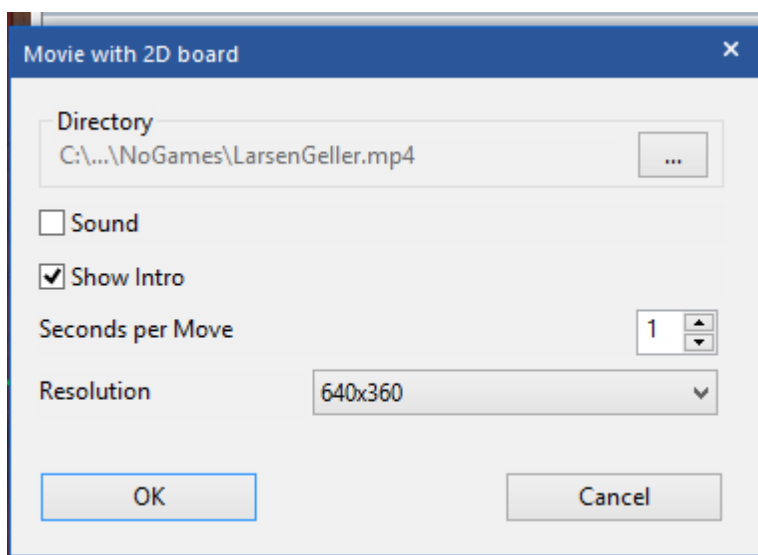 Movie with 2D board
Directory
C:\...\NoGames\LarsenGeller.mp4
...
Sound
Show Intro
Seconds per Move
1
Resolution
640x360
OK
Cancel